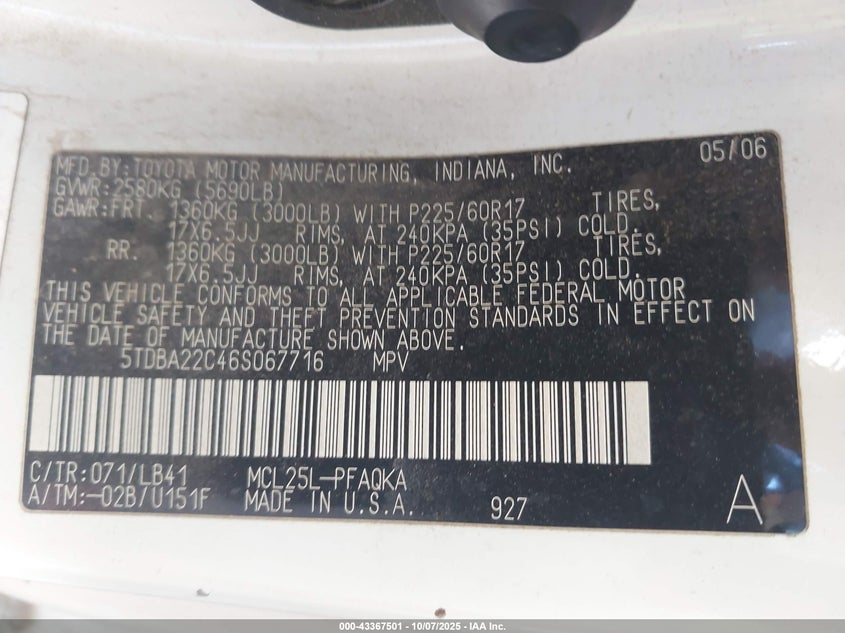 MFD.BY:TOYOTA MOTOR MANUFACTURING, INDIANA, INC. 05/06
GVWR:2580KG (5690LB)
GAWR:FRT. 1360KG (3000LB) WITH P225/60R17 TIRES,
17X6.5JJ RIMS, AT 240KPA (35PSI) COLD.
RR. 1360KG (3000LB) WITH P225/60R17 TIRES,
17X6.5JJ RIMS, AT 240KPA (35PSI) COLD.
THIS VEHICLE CONFORMS TO ALL APPLICABLE FEDERAL MOTOR
VEHICLE SAFETY AND THEFT PREVENTION STANDARDS IN EFFECT ON
THE DATE OF MANUFACTURE SHOWN ABOVE.
5TDBA22C46S067716 MPV
C/TR:071/LB41 MCL25L-PFAQKA
A/TM:-02B/U151F MADE IN U.S.A. 927 A
000-43367501 - 10/07/2025 - IAA Inc.